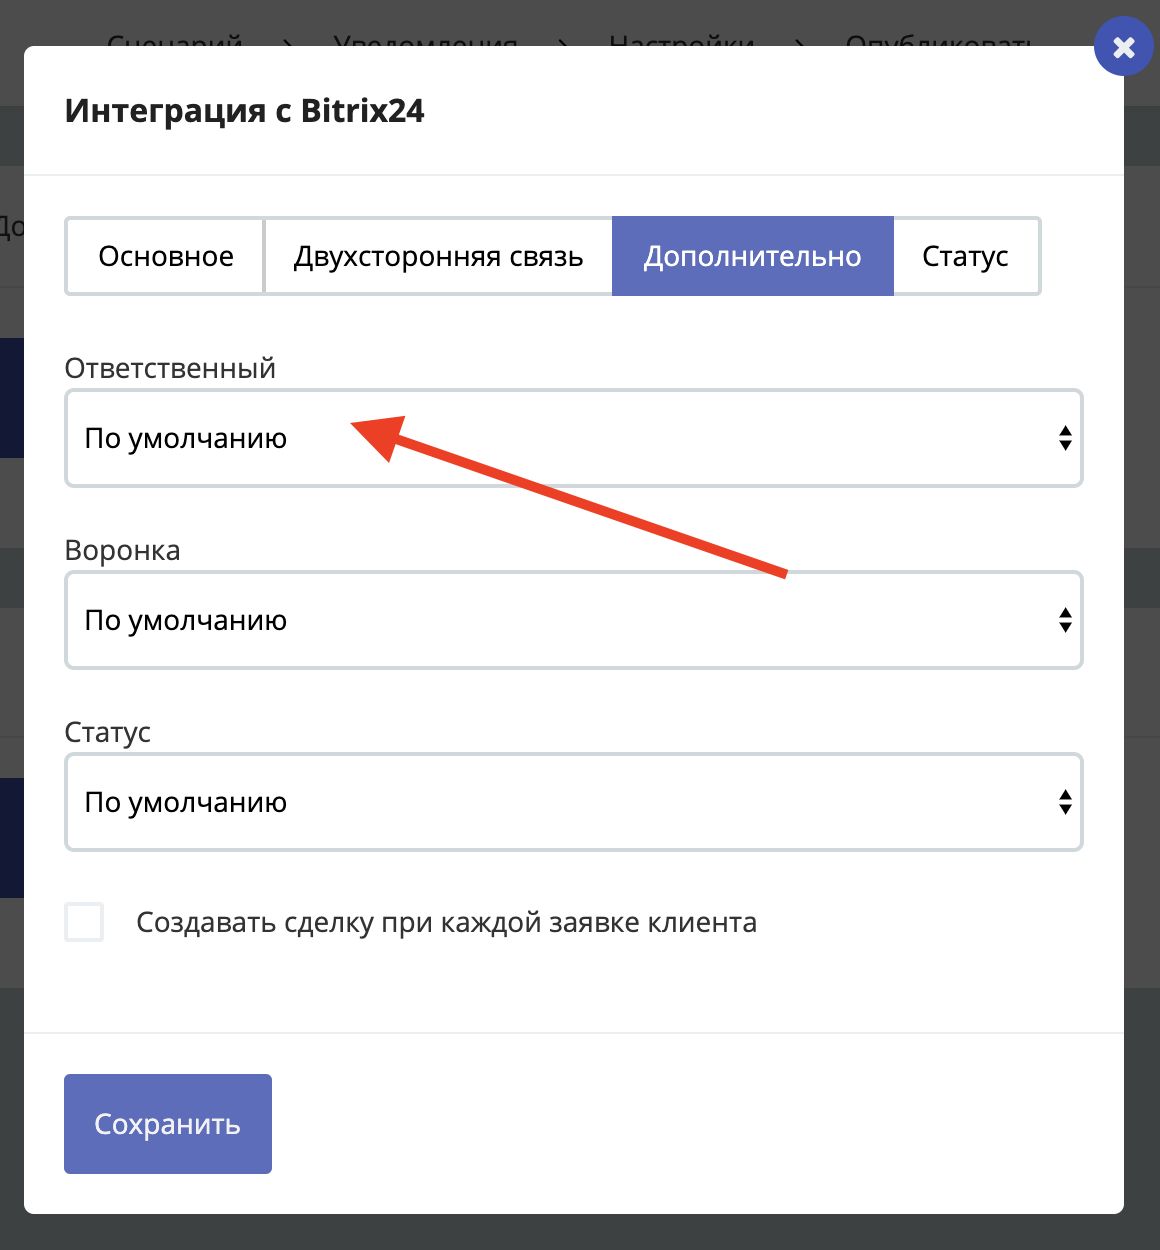 Сценарий Уведомления Настройки Опубликовать
Интеграция с Bitrix24
До
Основное Двухсторонняя связь Дополнительно Статус
Ответственный
По умолчанию
Воронка
По умолчанию
Статус
По умолчанию
Создавать сделку при каждой заявке клиента
Сохранить